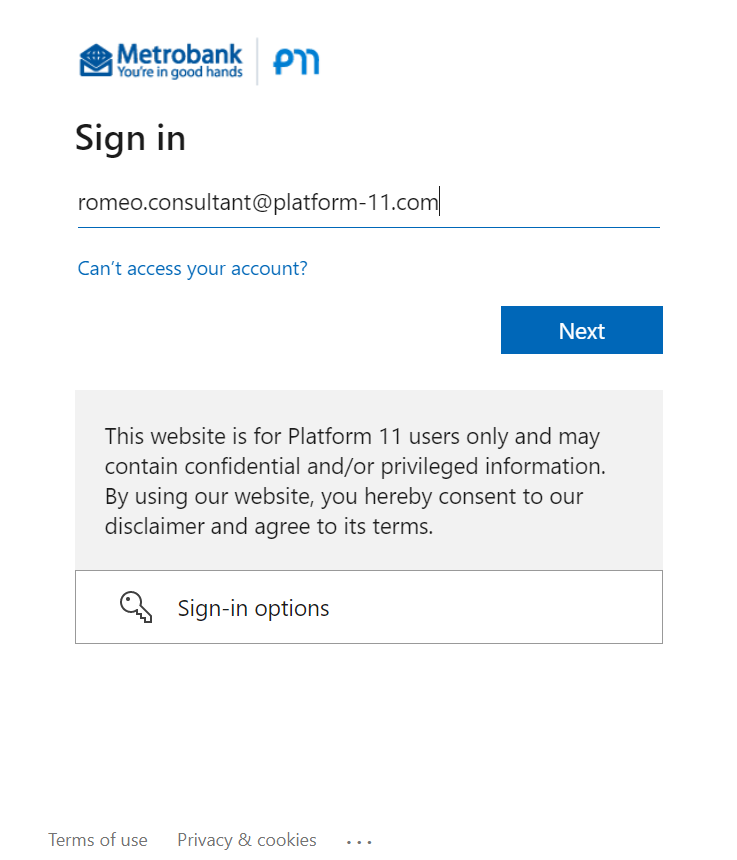 Metrobank
You're in good hands
Sign in
romeo.consultant@platform-11.com
Can't access your account?
Next
This website is for Platform 11 users only and may
contain confidential and/or privileged information.
By using our website, you hereby consent to our
disclaimer and agree to its terms.
Sign-in options
Terms of use Privacy & cookies ...